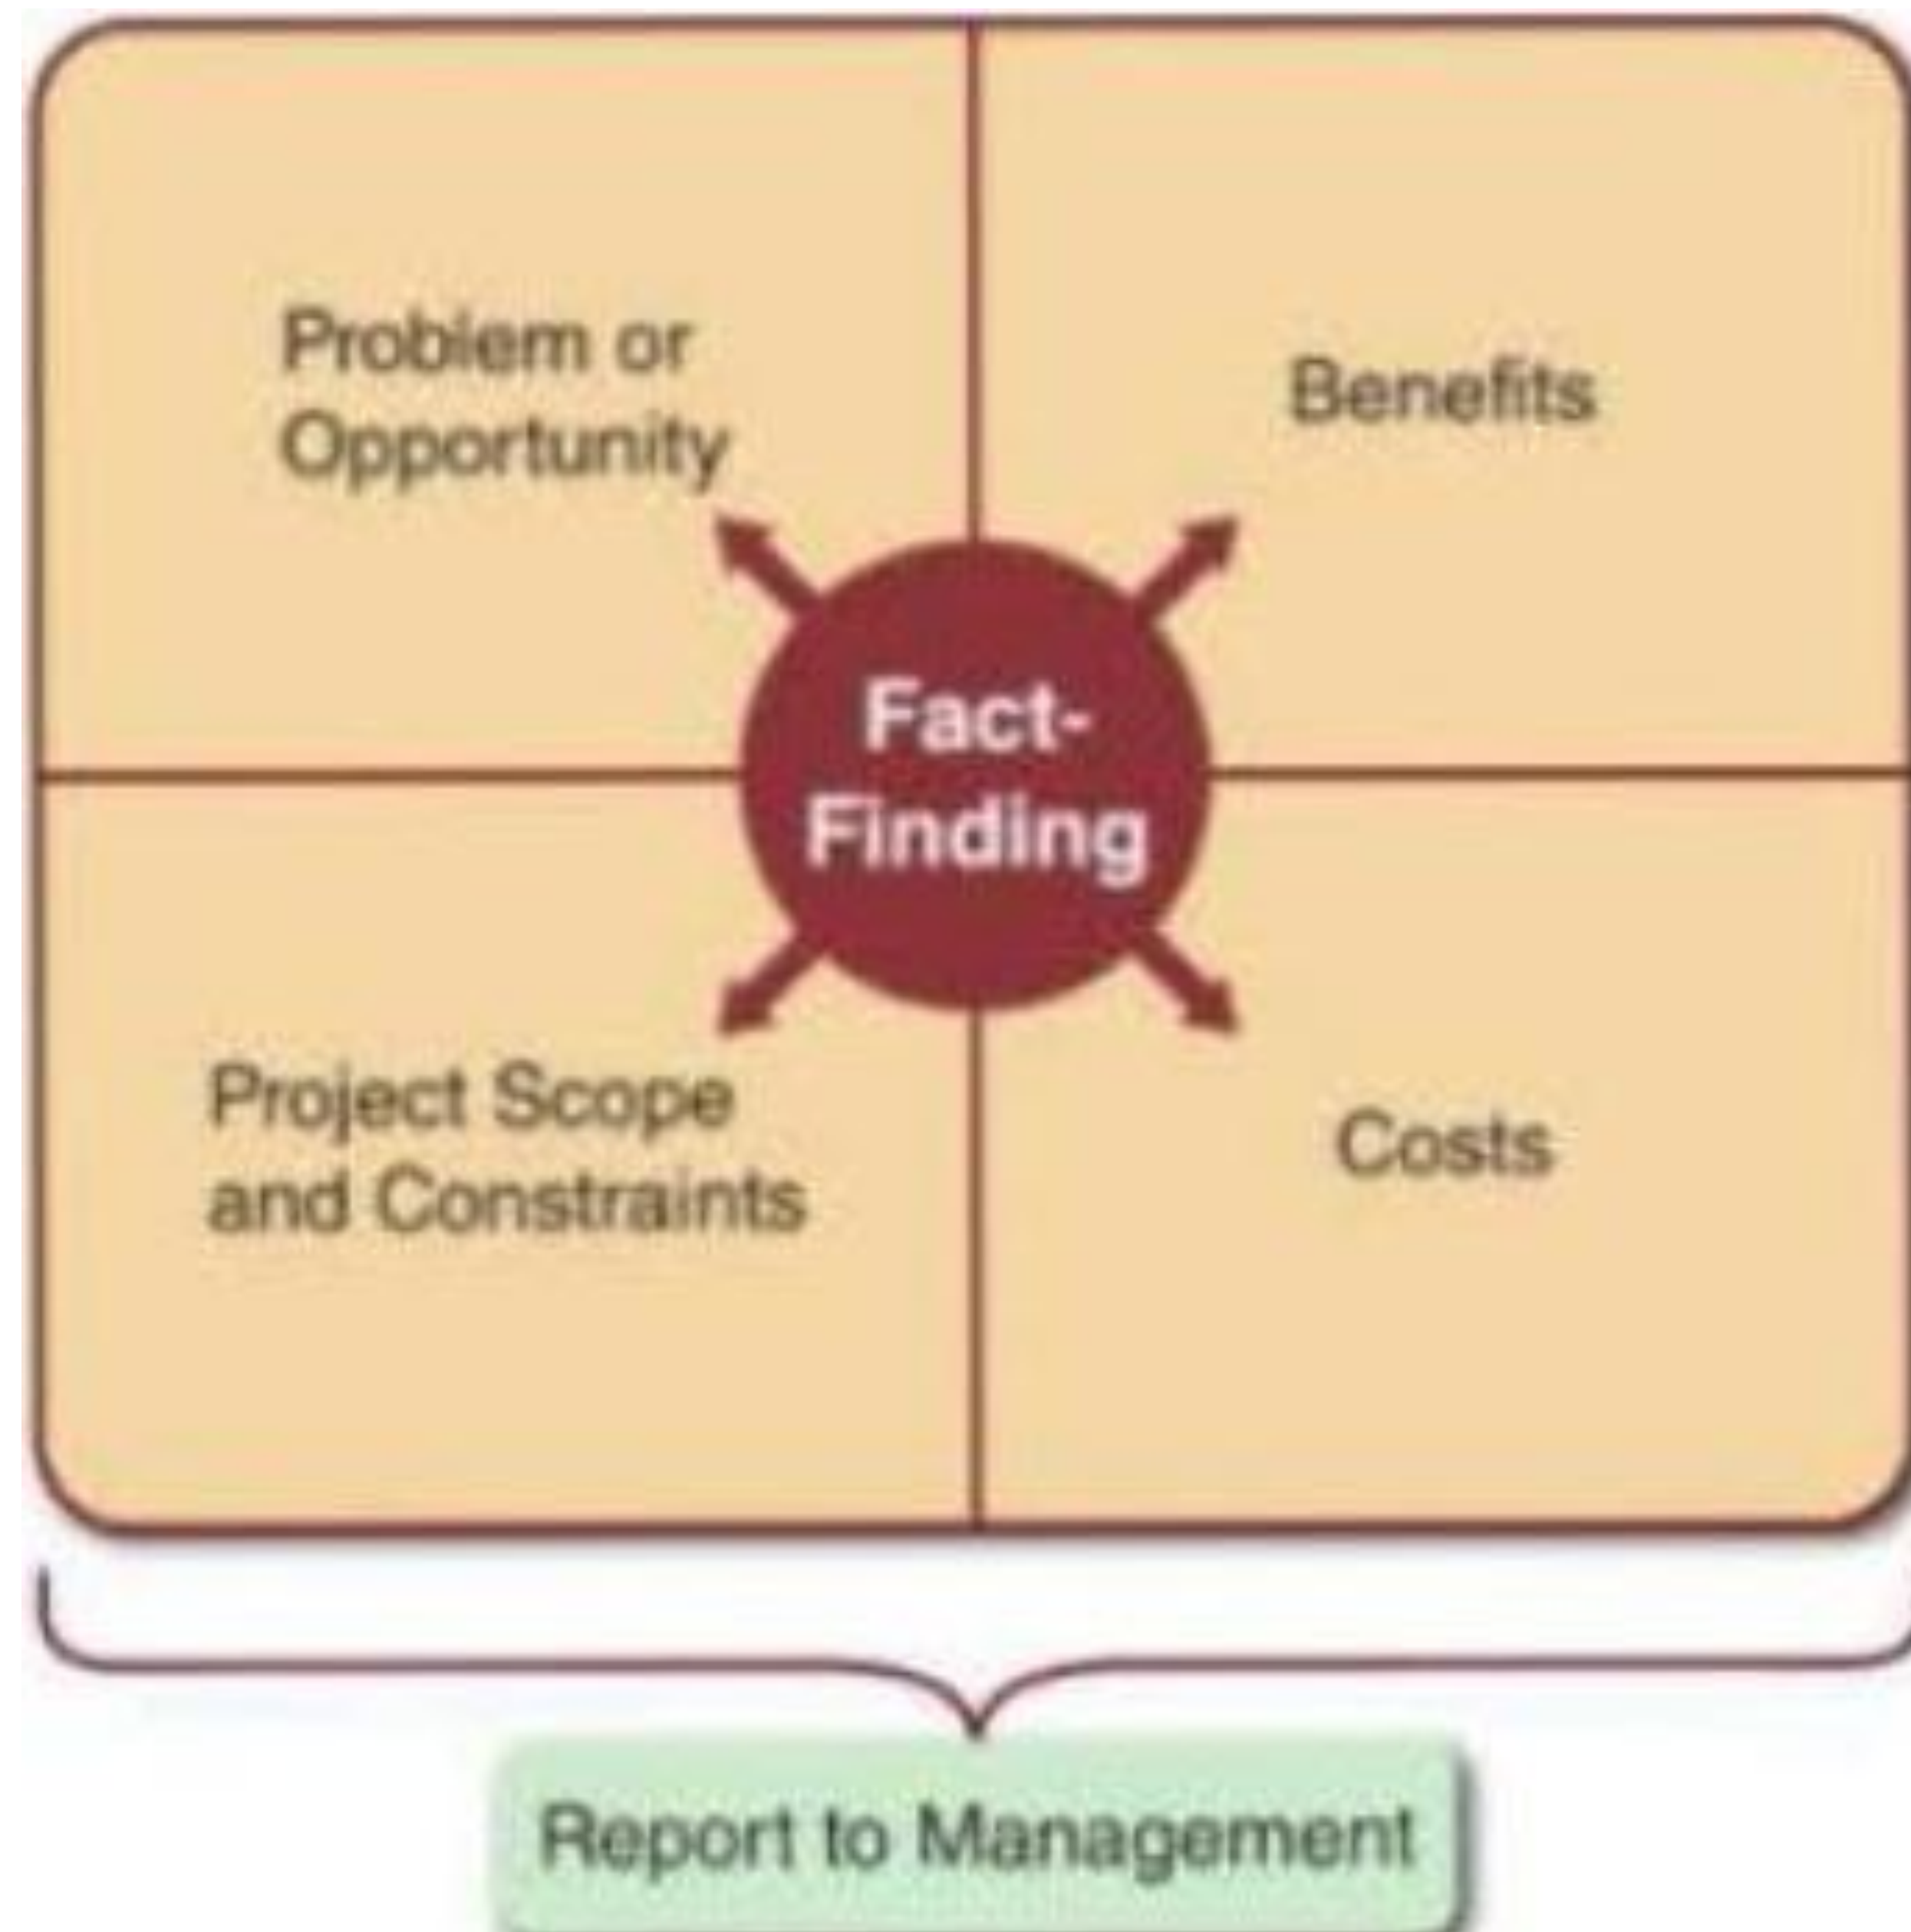 Problem or
Opportunity
Benefits
Fact-
Finding
Project Scope
and Constraints
Costs
Report to Management